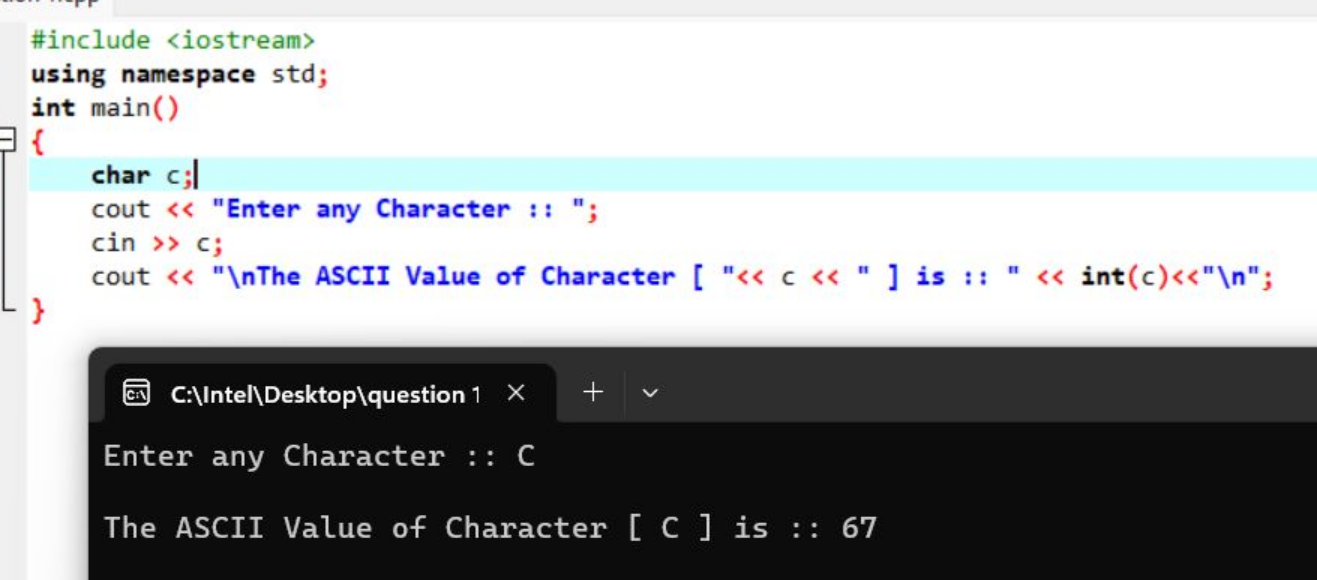 #include <iostream>
using namespace std;
int main()
{
char c;
cout << "Enter any Character :: ";
cin >> c;
cout << "\nThe ASCII Value of Character [ "<< c << " ] is :: " << int(c)<<"\n";
}
C:\Intel\Desktop\question 1
Enter any Character :: C
The ASCII Value of Character [ C ] is :: 67